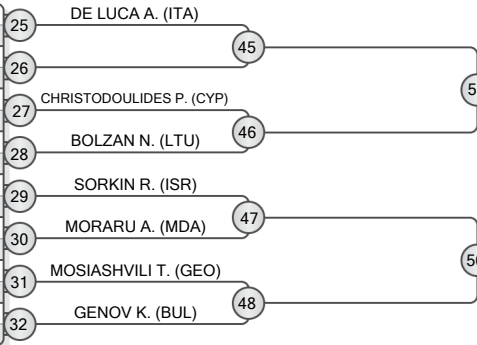 25 DE LUCA A. (ITA)
45
26
27 CHRISTODOULIDES P. (CYP)
46
28 BOLZAN N. (LTU)
29 SORKIN R. (ISR)
47
30 MORARU A. (MDA)
31 MOSIASHVILI T. (GEO)
48
32 GENOV K. (BUL)